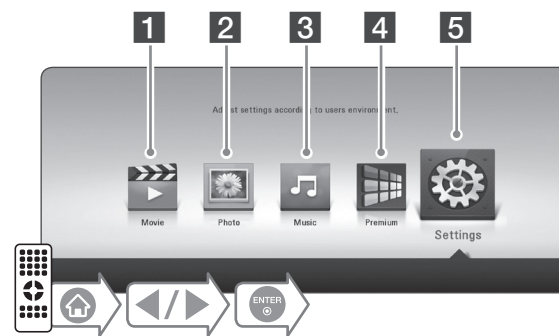 1 2 3 4 5
Adjust settings according to users environment.
Movie Photo Music Premium Settings
ENTER